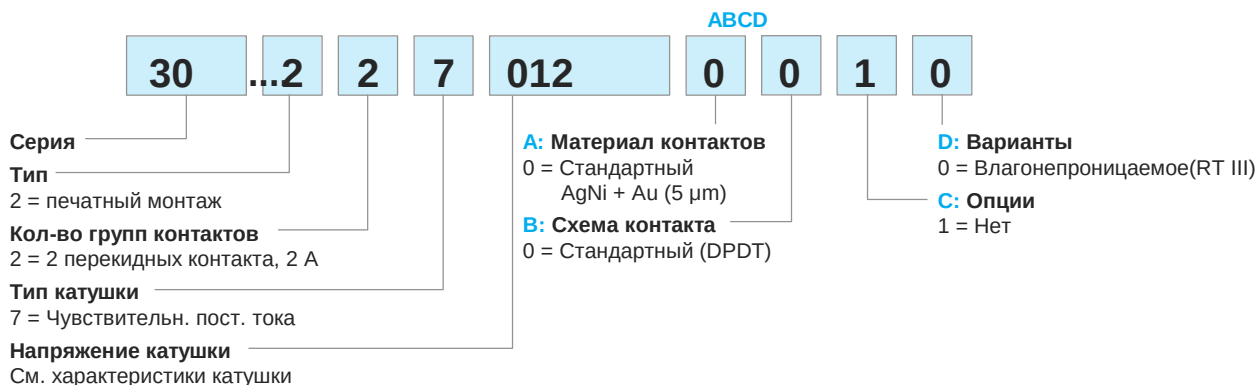 ABCD
30 ...2 2 7 012 0 0 1 0
Серия
Тип
2 = печатный монтаж
Кол-во групп контактов
2 = 2 перекидных контакта, 2 A
Тип катушки
7 = Чувствительн. пост. тока
Напряжение катушки
См. характеристики катушки
A: Материал контактов
0 = Стандартный
AgNi + Au (5 μm)
B: Схема контакта
0 = Стандартный (DPDT)
D: Варианты
0 = Влагонепроницаемое(RT III)
C: Опции
1 = Нет